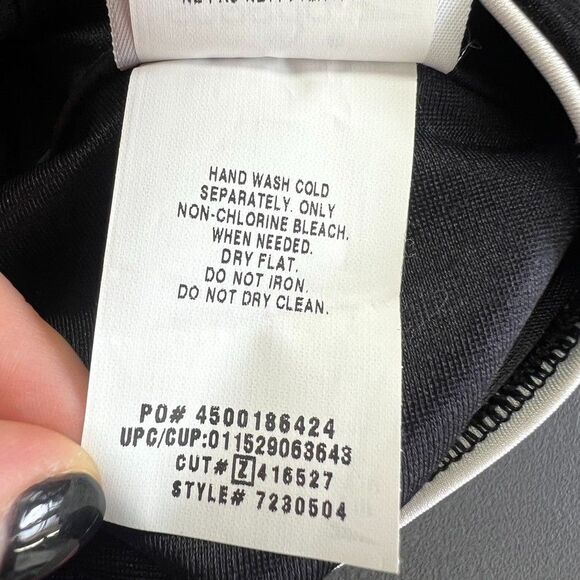 HAND WASH COLD
SEPARATELY. ONLY
NON-CHLORINE BLEACH.
WHEN NEEDED.
DRY FLAT.
DO NOT IRON.
DO NOT DRY CLEAN.
PO# 4500186424
UPC/CUP:011529063643
CUT# Z 416527
STYLE# 7230504